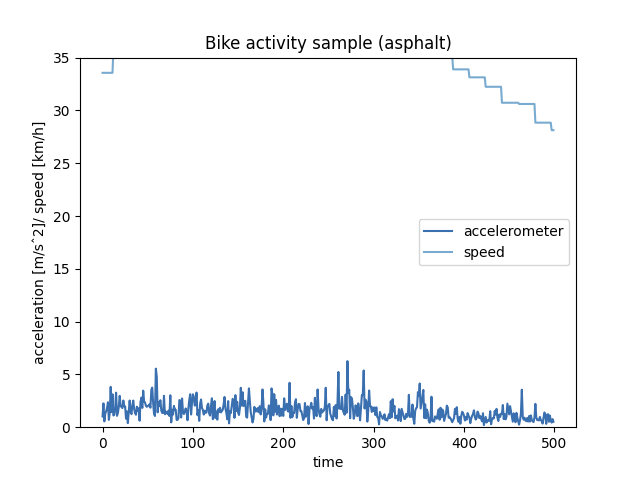 Bike activity sample (asphalt)
35
30
25
20
15
10
5
0
acceleration [m/s^2]/ speed [km/h]
accelerometer
speed
0
100
200
300
400
500
time